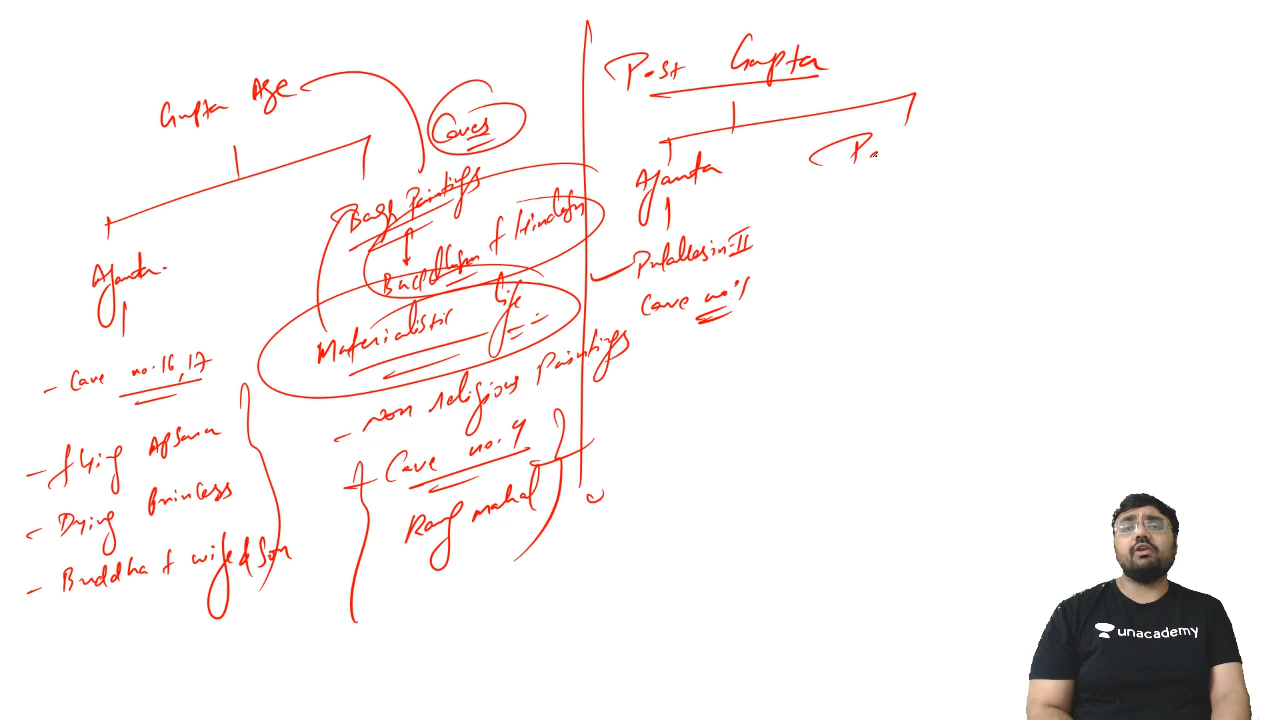 Gupta Age
Caves
Bagh Paintings
Buddhism & Hinduism
Materialistic life
- non religious Paintings
- Cave no. 4
Rang mahal
Ajanta.
- Cave no. 16, 17
- flying Apsara
- Dying Princess
- Buddha & wife & son
Post Gupta
Ajanta
Pulakesin-II
Cave no. 1
P.
unacademy